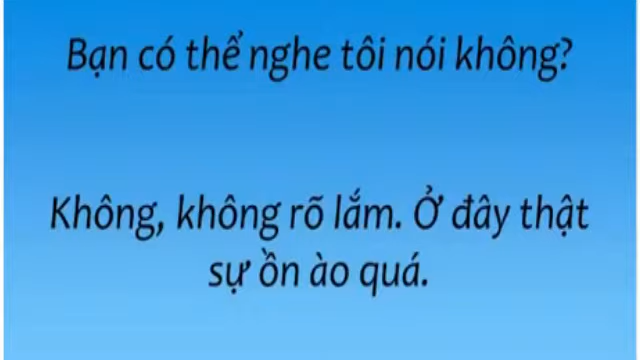 Bạn có thể nghe tôi nói không?
Không, không rõ lắm. Ở đây thật
sự ồn ào quá.